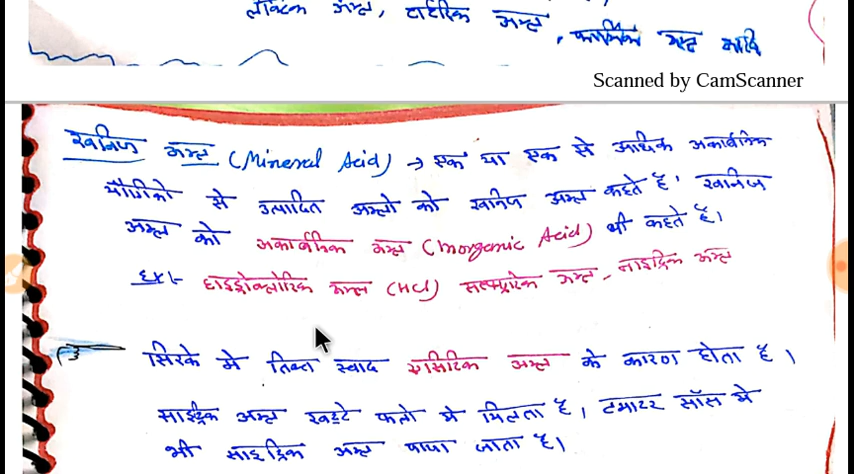 लैक्टिक अम्ल, टार्टरिक अम्ल, फार्मिक अम्ल आदि
Scanned by CamScanner
खनिज अम्ल (Mineral Acid) → एक या एक से अधिक अकार्बनिक
यौगिको से उत्पादित अम्लो को खनिज अम्ल कहते है। खनिज
अम्ल को अकार्बनिक अम्ल (Inorganic Acid) भी कहते है।
Ex:- हाइड्रोक्लोरिक अम्ल (HCl) सल्फ्यूरिक अम्ल, नाइट्रिक अम्ल
सिरके मे तिक्त स्वाद एसिटिक अम्ल के कारण होता है।
साइट्रिक अम्ल खट्टे फलो मे मिलता है, टमाटर सॉस मे
भी साइट्रिक अम्ल पाया जाता है।